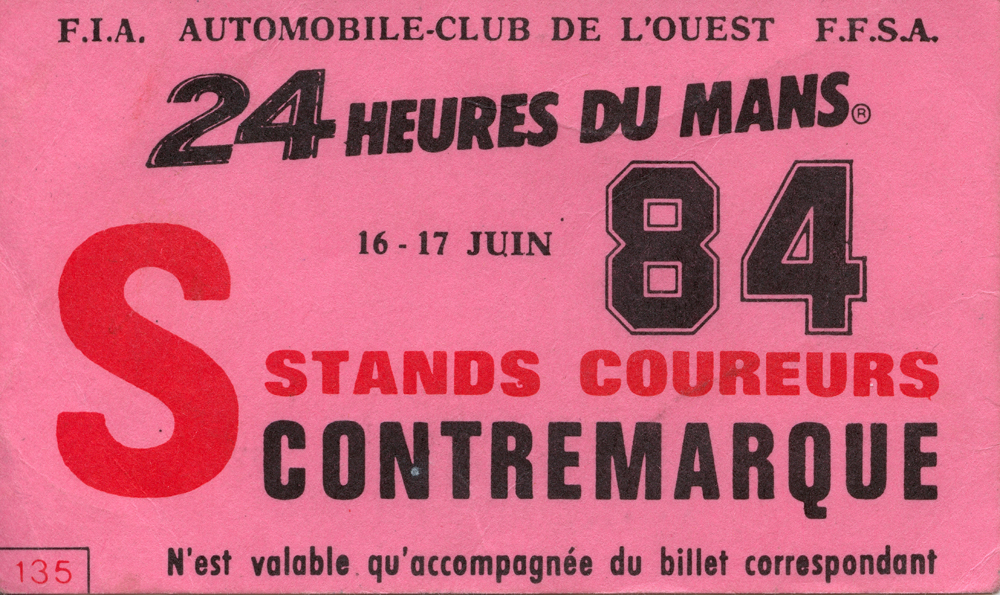 F.I.A. AUTOMOBILE-CLUB DE L'OUEST F.F.S.A.
24 HEURES DU MANS®
84
16 - 17 JUIN
S
STANDS COUREURS
CONTREMARQUE
135
N'est valable qu'accompagnée du billet correspondant